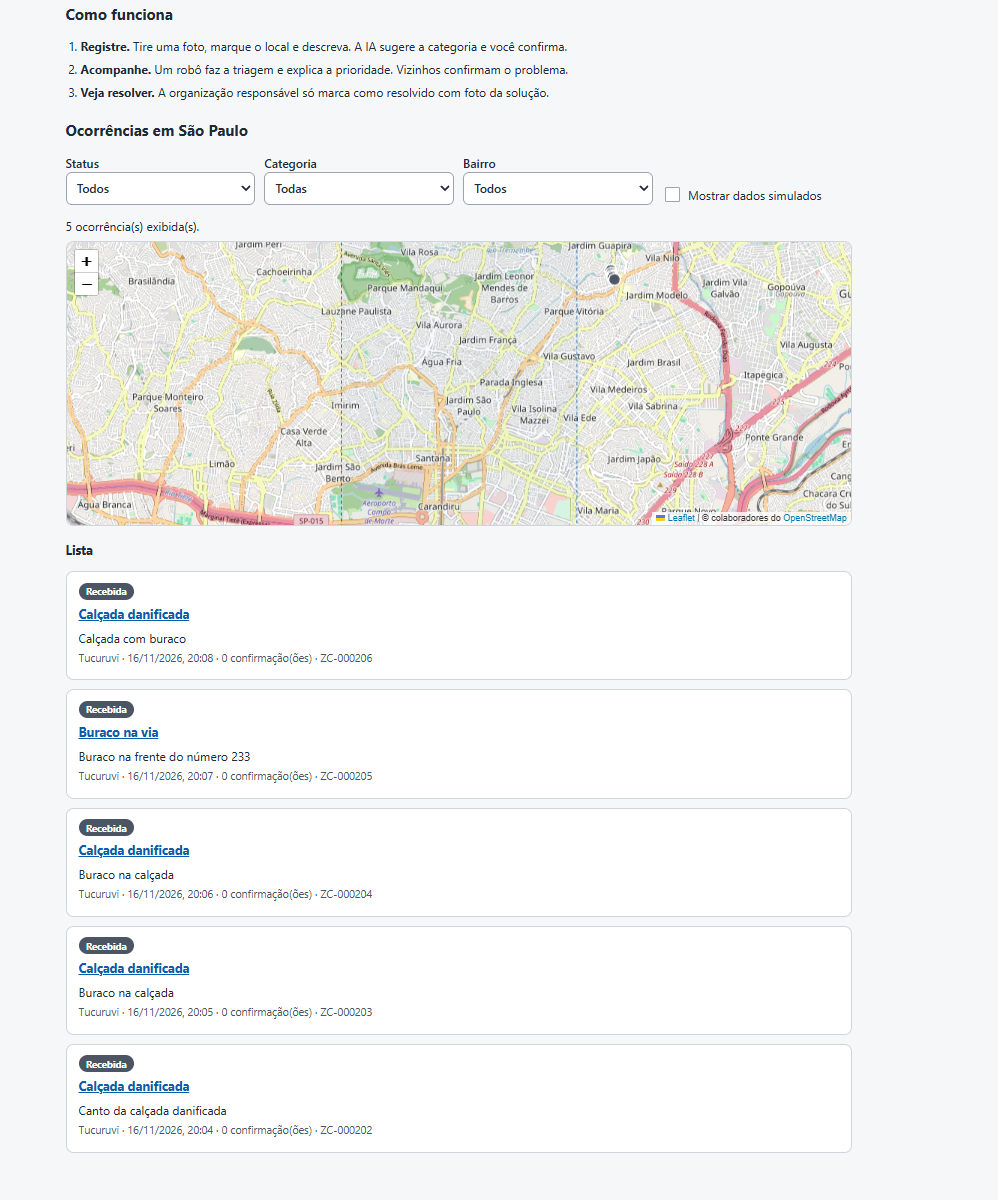 Como funciona
1. Registre. Tire uma foto, marque o local e descreva. A IA sugere a categoria e você confirma.
2. Acompanhe. Um robô faz a triagem e explica a prioridade. Vizinhos confirmam o problema.
3. Veja resolver. A organização responsável só marca como resolvido com foto da solução.
Ocorrências em São Paulo
Status
Categoria
Bairro
Todos
Todas
Todos
Mostrar dados simulados
5 ocorrência(s) exibida(s).
+
−
Jardim Peri
Vila Rosa
Jardim Guapira
Vila Nilo
Cachoeirinha
Brasilândia
Parque Mandaqui
Jardim Leonor
Mendes de
Barros
Jardim Vila
Galvão
Gopoúva
Gopoúva
Jardim Modelo
Lauzane Paulista
Parque Vitória
Vila Aurora
Jardim França
Vila Augusta
Água Fria
Vila Gustavo
Jardim Brasil
Itapegica
Parada Inglesa
Vila Medeiros
Parque Monteiro
Soares
Imirim
Jardim São
Paulo
Vila Isolina
Mazzei
Vila Ede
Vila Sabrina
Casa Verde
Alta
Ponte Grande
Limão
Jardim São
Bento
Avenida Brás Leme
Santana
Jardim Japão
Saída 228 A
Saída 228 B
Água Branca
Aeroporto
Campo
de Marte
Carandiru
Vila Maria
SP-015
229
230
Leaflet | © colaboradores do OpenStreetMap
Lista
Recebida
Calçada danificada
Calçada com buraco
Tucuruvi · 16/11/2026, 20:08 · 0 confirmação(ões) · ZC-000206
Recebida
Buraco na via
Buraco na frente do número 233
Tucuruvi · 16/11/2026, 20:07 · 0 confirmação(ões) · ZC-000205
Recebida
Calçada danificada
Buraco na calçada
Tucuruvi · 16/11/2026, 20:06 · 0 confirmação(ões) · ZC-000204
Recebida
Calçada danificada
Buraco na calçada
Tucuruvi · 16/11/2026, 20:05 · 0 confirmação(ões) · ZC-000203
Recebida
Calçada danificada
Canto da calçada danificada
Tucuruvi · 16/11/2026, 20:04 · 0 confirmação(ões) · ZC-000202